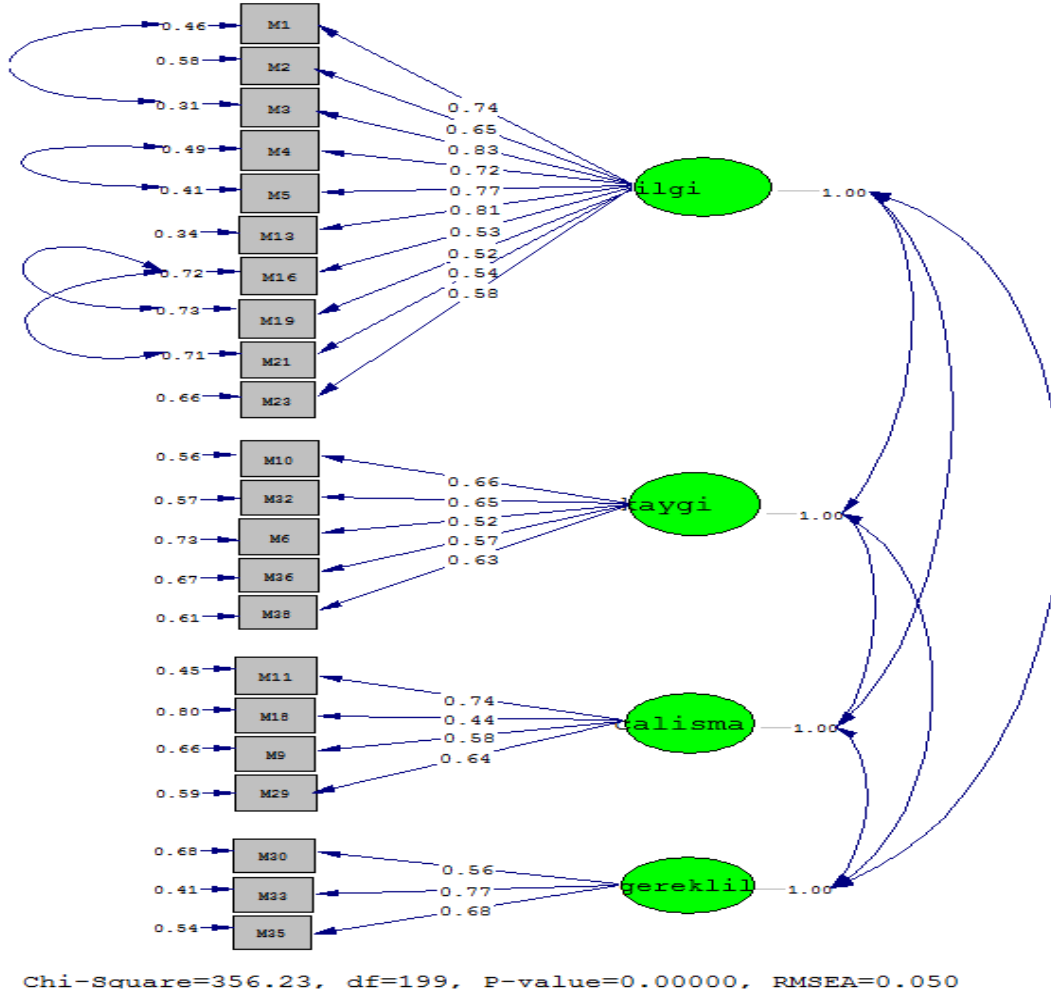 0.46 M1
0.58 M2
0.31 M3
0.49 M4
0.41 M5
0.34 M13
0.72 M16
0.73 M19
0.71 M21
0.66 M23
0.74
0.65
0.83
0.72
0.77
0.81
0.53
0.52
0.54
0.58
ilgi 1.00
0.56 M10
0.57 M32
0.73 M6
0.67 M36
0.61 M38
0.66
0.65
0.52
0.57
0.63
kaygi 1.00
0.45 M11
0.80 M18
0.66 M9
0.59 M29
0.74
0.44
0.58
0.64
calisma 1.00
0.68 M30
0.41 M33
0.54 M35
0.56
0.77
0.68
gereklil 1.00
Chi-Square=356.23, df=199, P-value=0.00000, RMSEA=0.050